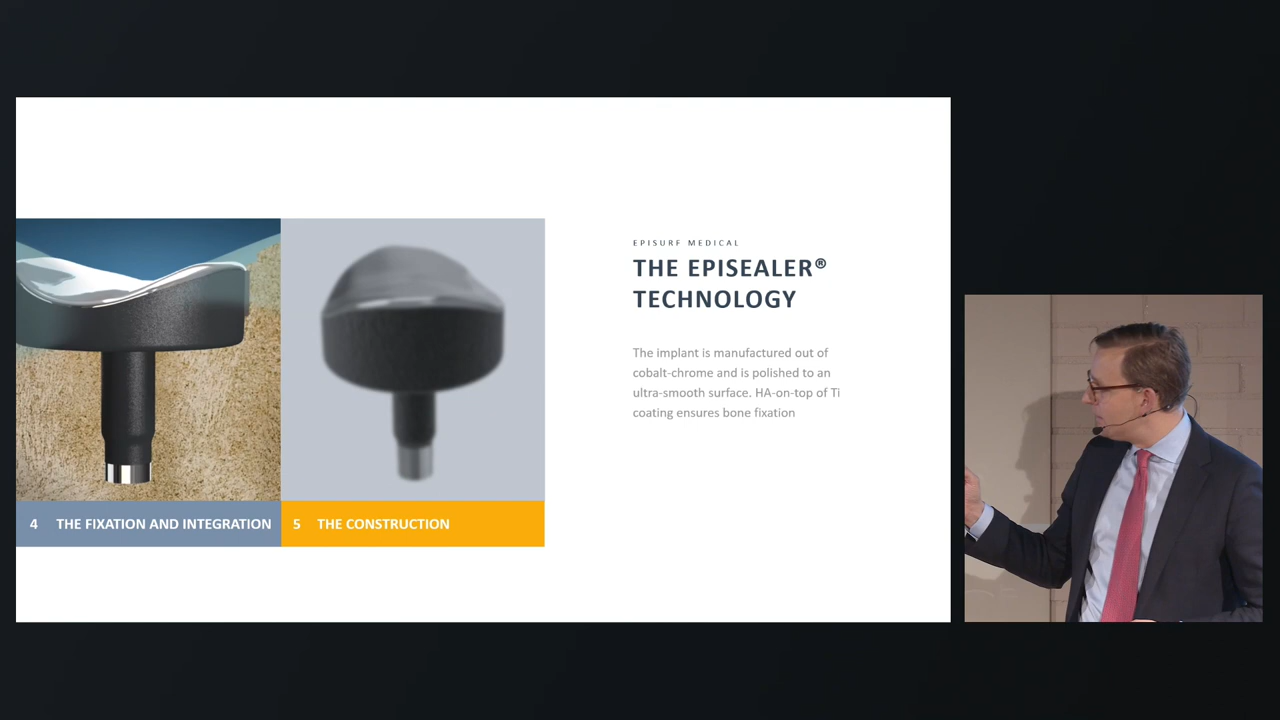 EPISURF MEDICAL
THE EPISEALER®
TECHNOLOGY
The implant is manufactured out of
cobalt-chrome and is polished to an
ultra-smooth surface. HA-on-top of Ti
coating ensures bone fixation
4 THE FIXATION AND INTEGRATION
5 THE CONSTRUCTION